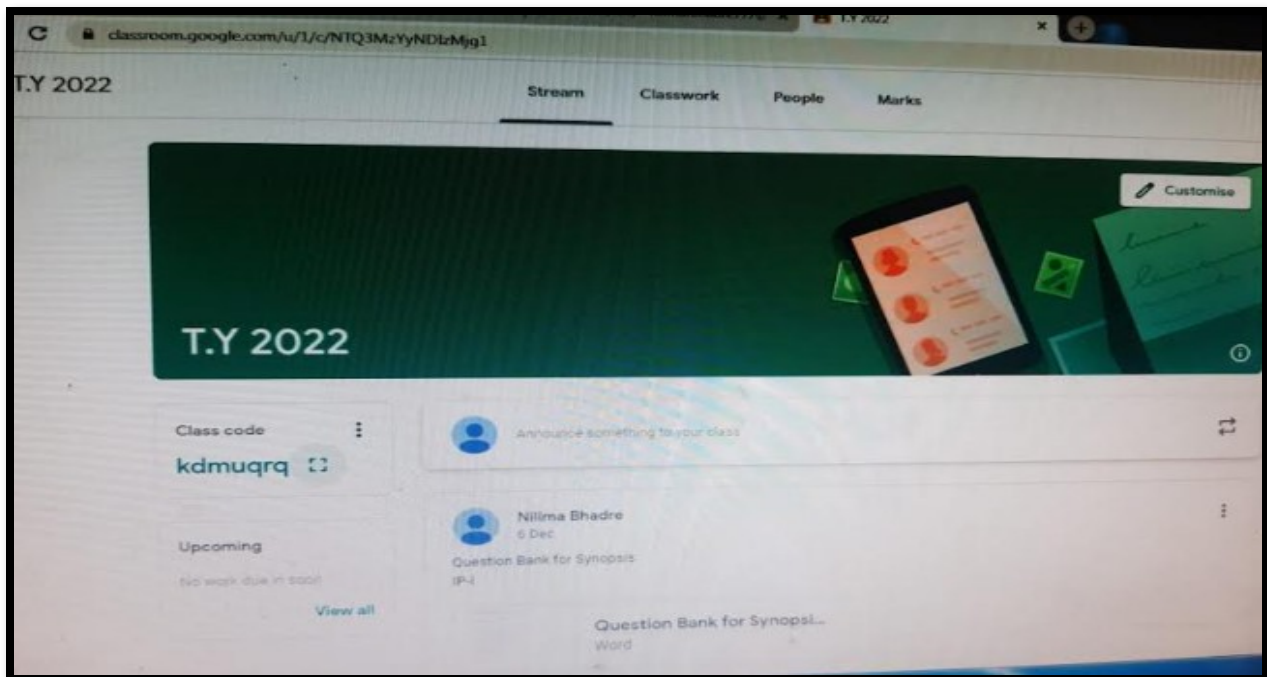 T.Y 2022
classroom.google.com/u/1/c/NTQ3MzYyNDIzMjg1
T.Y 2022
Stream Classwork People Marks
Customise
T.Y 2022
Class code
kdmuqrq
Announce something to your class
Nilima Bhadre
6 Dec
Question Bank for Synopsis
IP-I
Upcoming
No work due in soon
View all
Question Bank for Synopsi...
Word